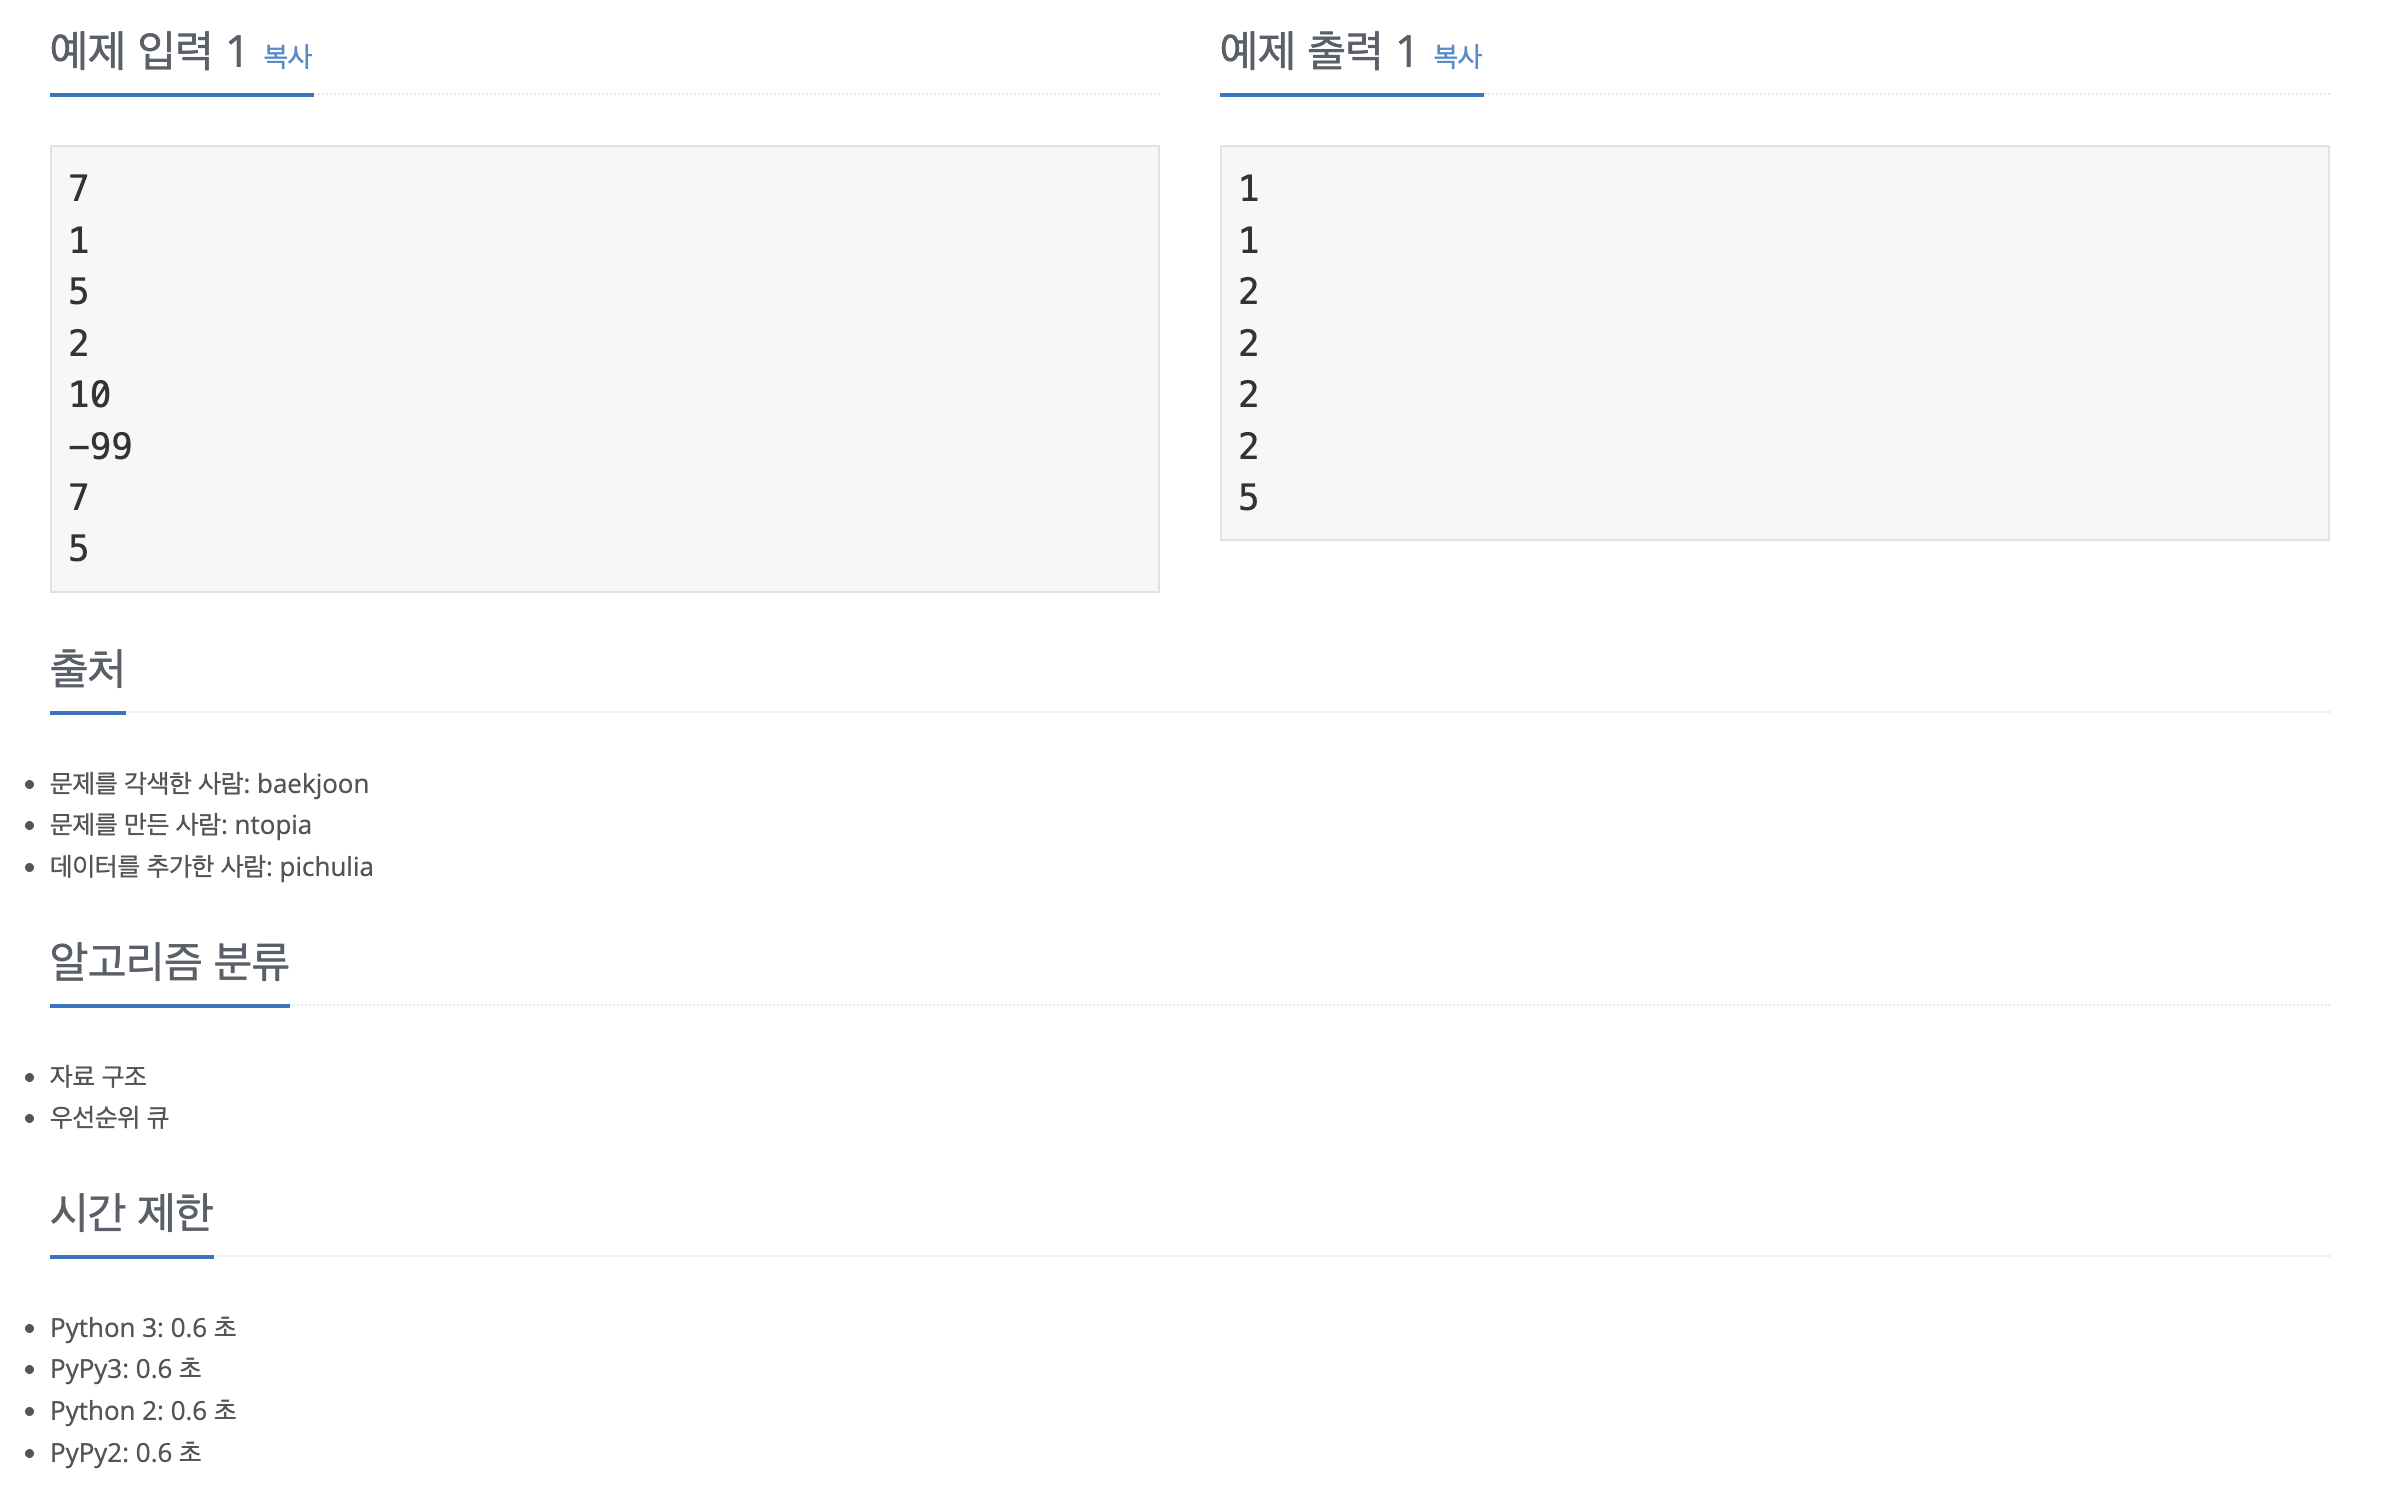 예제 입력 1 복사
7
1
5
2
10
-99
7
5
예제 출력 1 복사
1
1
2
2
2
2
5
출처
문제를 각색한 사람: baekjoon
문제를 만든 사람: ntopia
데이터를 추가한 사람: pichulia
알고리즘 분류
자료 구조
우선순위 큐
시간 제한
Python 3: 0.6 초
PyPy3: 0.6 초
Python 2: 0.6 초
PyPy2: 0.6 초